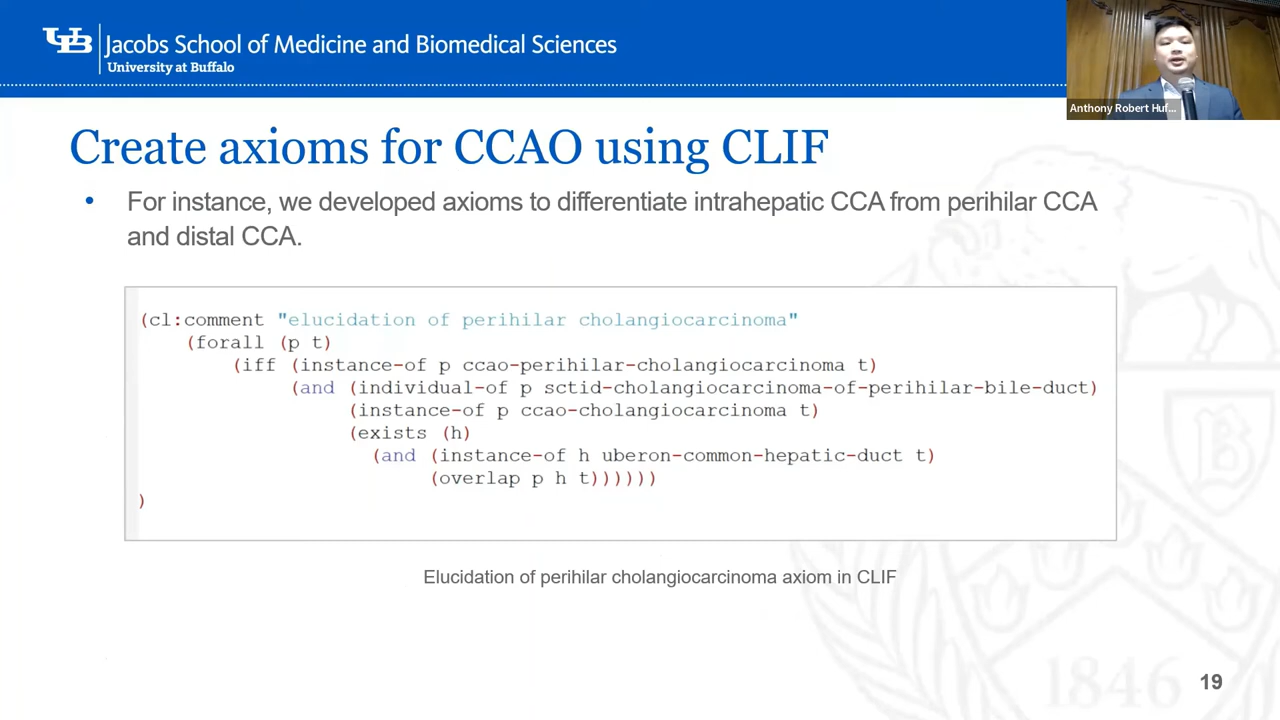 UB Jacobs School of Medicine and Biomedical Sciences
University at Buffalo
Anthony Robert Huf...
Create axioms for CCAO using CLIF
• For instance, we developed axioms to differentiate intrahepatic CCA from perihilar CCA
and distal CCA.
(cl:comment "elucidation of perihilar cholangiocarcinoma"
(forall (p t)
(iff (instance-of p ccao-perihilar-cholangiocarcinoma t)
(and (individual-of p sctid-cholangiocarcinoma-of-perihilar-bile-duct)
(instance-of p ccao-cholangiocarcinoma t)
(exists (h)
(and (instance-of h uberon-common-hepatic-duct t)
(overlap p h t))))))
)
Elucidation of perihilar cholangiocarcinoma axiom in CLIF
1846
19